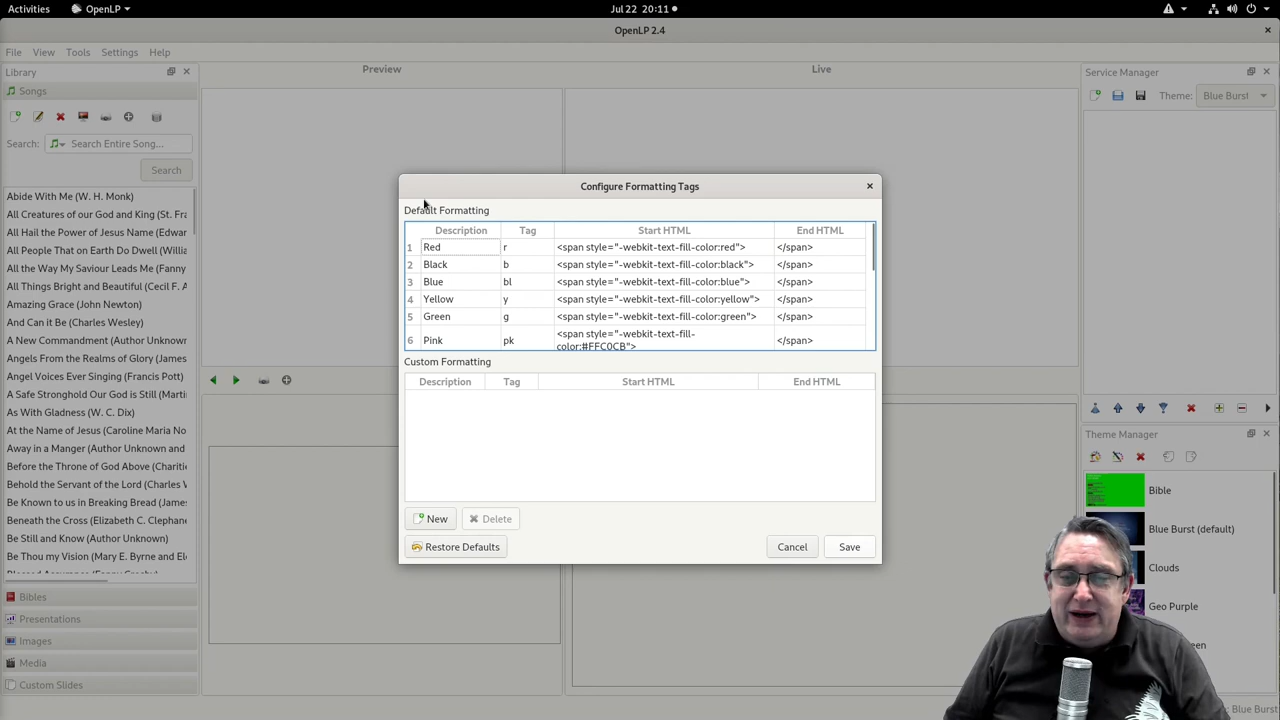 Activities
OpenLP
Jul 22 20:11
OpenLP 2.4
File
View
Tools
Settings
Help
Library
Songs
Search:
Search Entire Song...
Search
Abide With Me (W. H. Monk)
All Creatures of our God and King (St. Fra
All Hail the Power of Jesus Name (Edwar
All People That on Earth Do Dwell (Willia
All the Way My Saviour Leads Me (Fanny
All Things Bright and Beautiful (Cecil F. A
Amazing Grace (John Newton)
And Can it Be (Charles Wesley)
A New Commandment (Author Unknown
Angels From the Realms of Glory (James
Angel Voices Ever Singing (Francis Pott)
A Safe Stronghold Our God is Still (Marti
As With Gladness (W. C. Dix)
At the Name of Jesus (Caroline Maria No
Away in a Manger (Author Unknown and
Before the Throne of God Above (Chariti
Behold the Servant of the Lord (Charles W
Be Known to us in Breaking Bread (James
Beneath the Cross (Elizabeth C. Clephane
Be Still and Know (Author Unknown)
Be Thou my Vision (Mary E. Byrne and Ele
Bibles
Presentations
Images
Media
Custom Slides
Preview
Live
Configure Formatting Tags
Default Formatting
Description Tag Start HTML End HTML
1 Red r <span style="-webkit-text-fill-color:red"> </span>
2 Black b <span style="-webkit-text-fill-color:black"> </span>
3 Blue bl <span style="-webkit-text-fill-color:blue"> </span>
4 Yellow y <span style="-webkit-text-fill-color:yellow"> </span>
5 Green g <span style="-webkit-text-fill-color:green"> </span>
6 Pink pk <span style="-webkit-text-fill-
color:#FFC0CB"> </span>
Custom Formatting
Description Tag Start HTML End HTML
New
Delete
Restore Defaults
Cancel
Save
Service Manager
Theme:
Blue Burst
Theme Manager
Bible
Blue Burst (default)
Clouds
Geo Purple
een
: Blue Burst